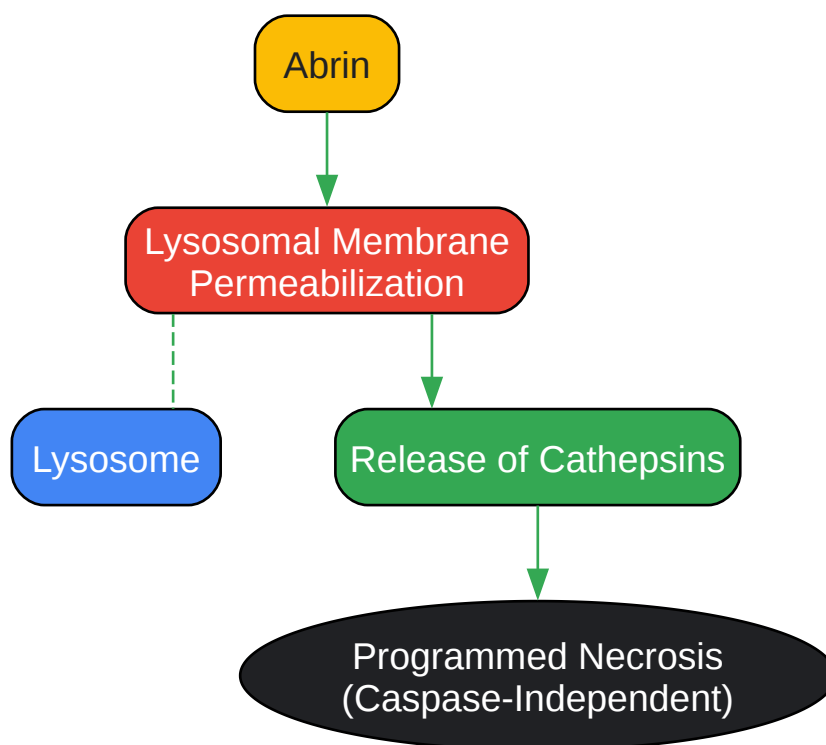 Abrin
Lysosomal Membrane
Permeabilization
Lysosome
Release of Cathepsins
Programmed Necrosis
(Caspase-Independent)